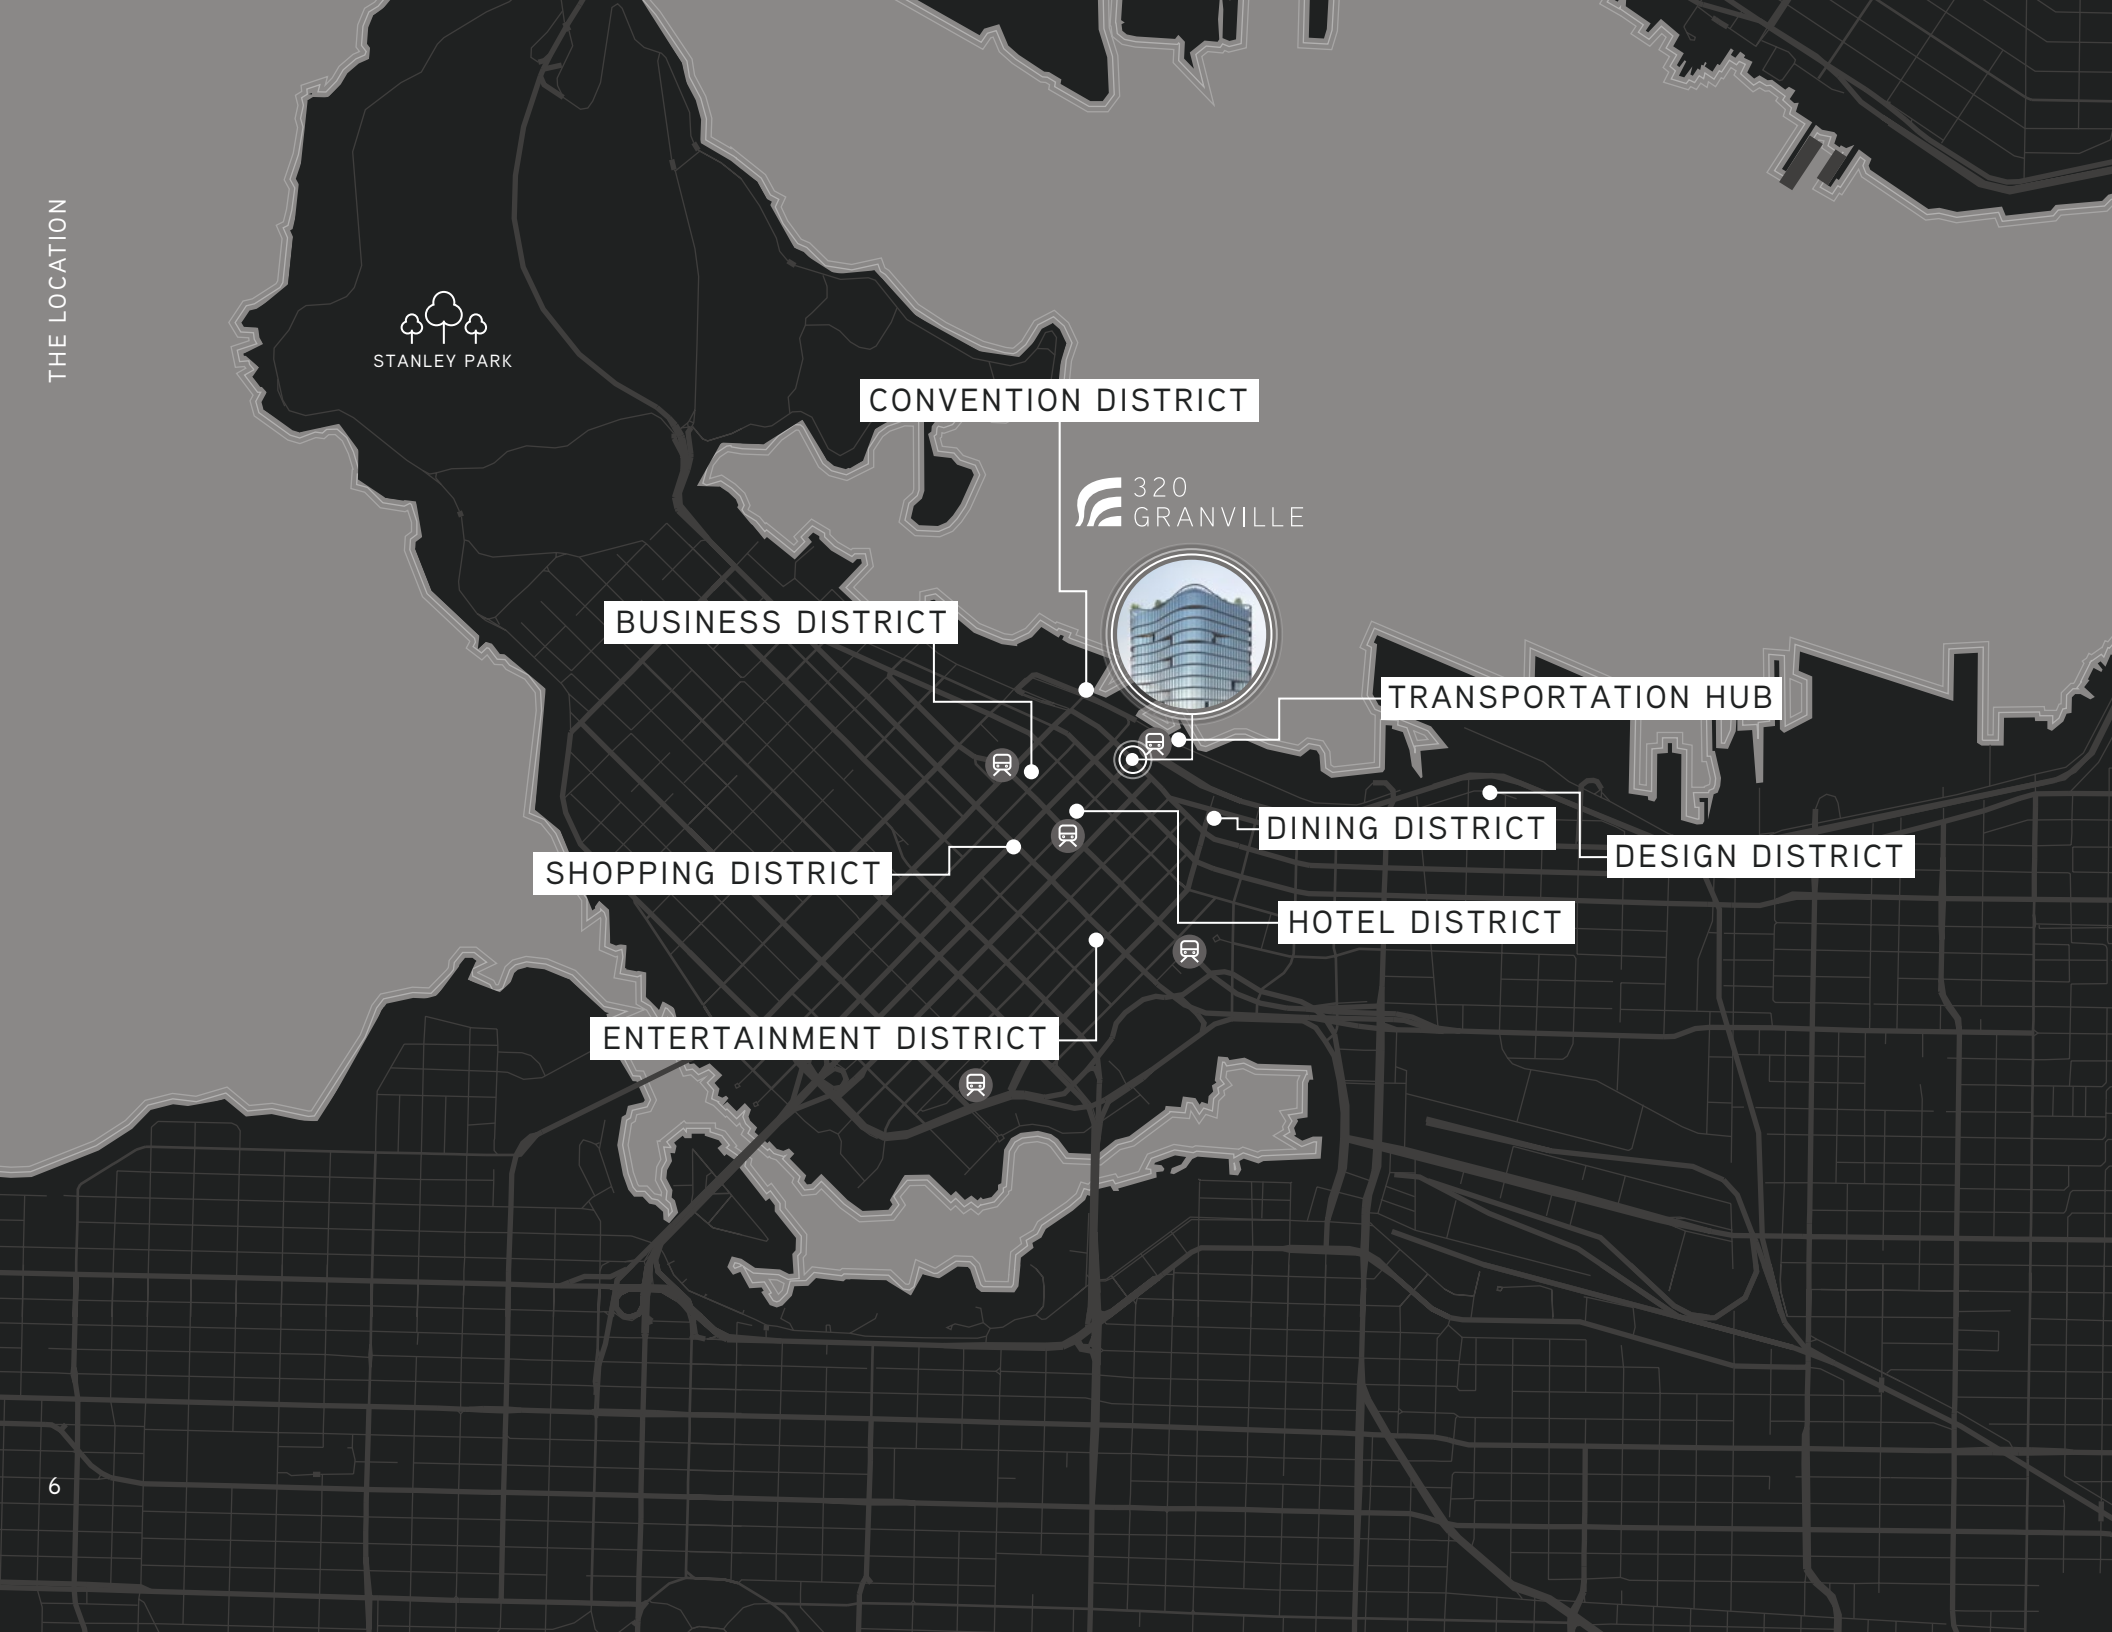 THE LOCATION
STANLEY PARK
CONVENTION DISTRICT
320
GRANVILLE
BUSINESS DISTRICT
TRANSPORTATION HUB
DINING DISTRICT
DESIGN DISTRICT
SHOPPING DISTRICT
HOTEL DISTRICT
ENTERTAINMENT DISTRICT
6